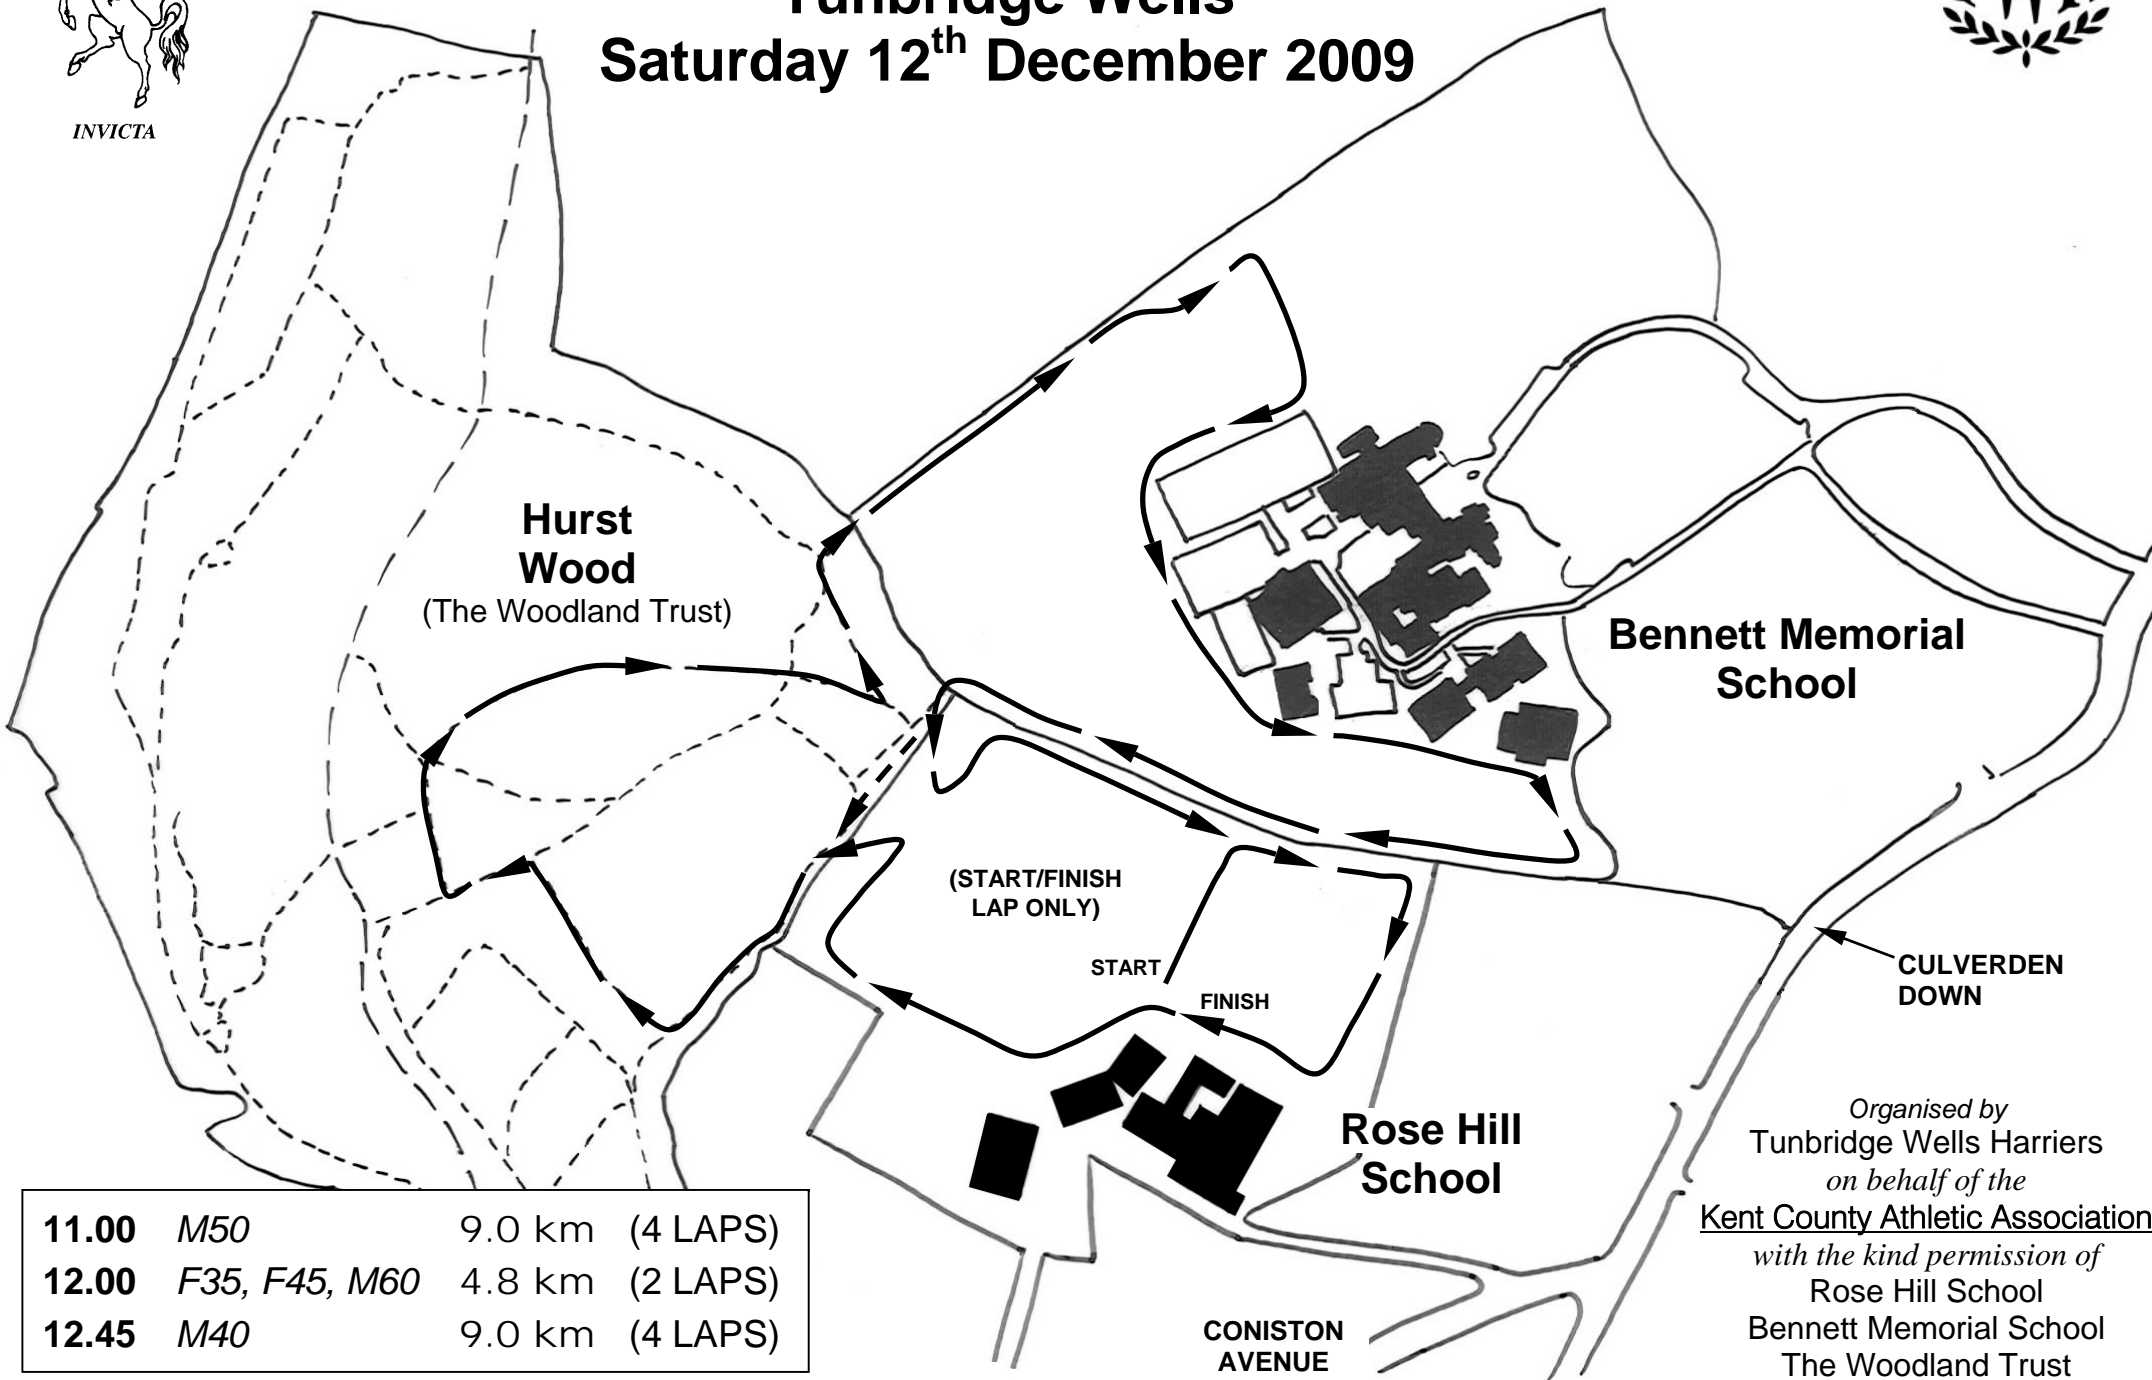 Tunbridge Wells
Saturday 12th December 2009
INVICTA
Hurst
Wood
(The Woodland Trust)
Bennett Memorial
School
(START/FINISH
LAP ONLY)
START
FINISH
CULVERDEN
DOWN
Rose Hill
School
CONISTON
AVENUE
11.00 M50 9.0 km (4 LAPS)
12.00 F35, F45, M60 4.8 km (2 LAPS)
12.45 M40 9.0 km (4 LAPS)
Organised by
Tunbridge Wells Harriers
on behalf of the
Kent County Athletic Association
with the kind permission of
Rose Hill School
Bennett Memorial School
The Woodland Trust